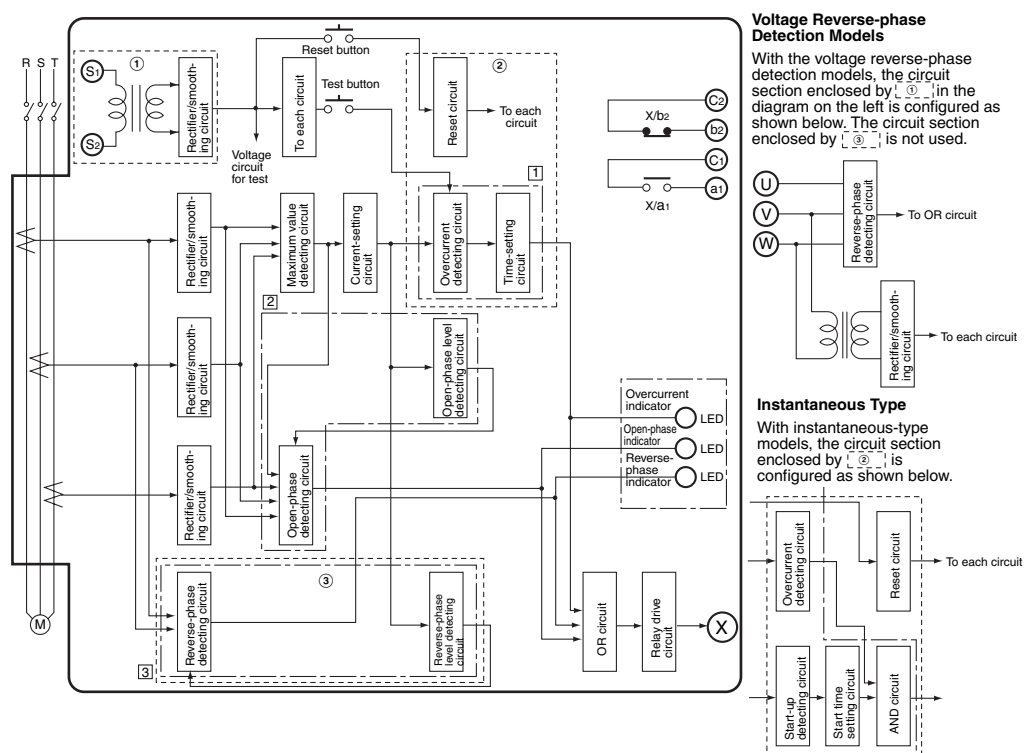 R S T
S1
S2
①
Rectifier/smooth-
ing circuit
Voltage
circuit
for test
To each circuit
Reset button
Test button
②
Reset circuit
To each
circuit
X/b2
C2
b2
C1
a1
X/a1
1
Rectifier/smooth-
ing circuit
Maximum value
detecting circuit
Current-setting
circuit
Overcurrent
detecting circuit
Time-setting
circuit
2
Rectifier/smooth-
ing circuit
Open-phase level
detecting circuit
Rectifier/smooth-
ing circuit
Open-phase
detecting circuit
Overcurrent
indicator
LED
Open-phase
indicator
LED
Reverse-
phase
indicator
LED
③
Reverse-phase
detecting circuit
Reverse-phase
level detecting
circuit
3
M
OR circuit
Relay drive
circuit
X
Voltage Reverse-phase
Detection Models
With the voltage reverse-phase
detection models, the circuit
section enclosed by ① in the
diagram on the left is configured as
shown below. The circuit section
enclosed by ③ is not used.
U
V
W
Reverse-phase
detecting circuit
To OR circuit
Rectifier/smooth-
ing circuit
To each circuit
Instantaneous Type
With instantaneous-type
models, the circuit section
enclosed by ② is
configured as shown below.
Overcurrent
detecting circuit
Reset circuit
To each circuit
Start-up
detecting circuit
Start time
setting circuit
AND circuit